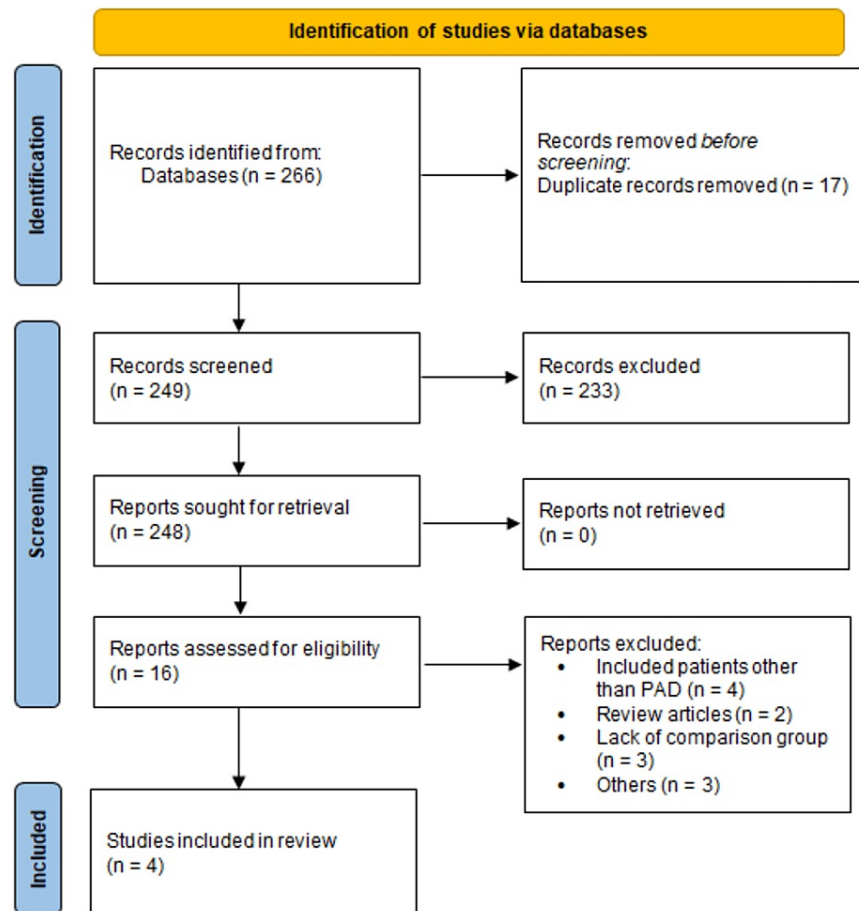 Identification of studies via databases
Identification
Records identified from:
Databases (n = 266)
Records removed before
screening:
Duplicate records removed (n = 17)
Screening
Records screened
(n = 249)
Records excluded
(n = 233)
Reports sought for retrieval
(n = 248)
Reports not retrieved
(n = 0)
Reports assessed for eligibility
(n = 16)
Reports excluded:
• Included patients other
than PAD (n = 4)
• Review articles (n = 2)
• Lack of comparison group
(n = 3)
• Others (n = 3)
Included
Studies included in review
(n = 4)